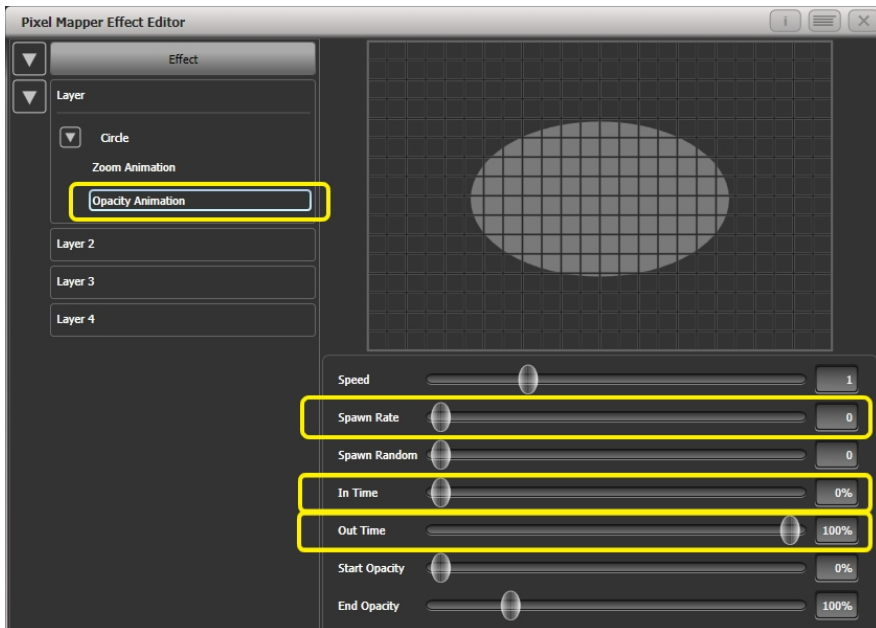 Pixel Mapper Effect Editor
i
Effect
Layer
Circle
Zoom Animation
Opacity Animation
Layer 2
Layer 3
Layer 4
Speed 1
Spawn Rate 0
Spawn Random 0
In Time 0%
Out Time 100%
Start Opacity 0%
End Opacity 100%